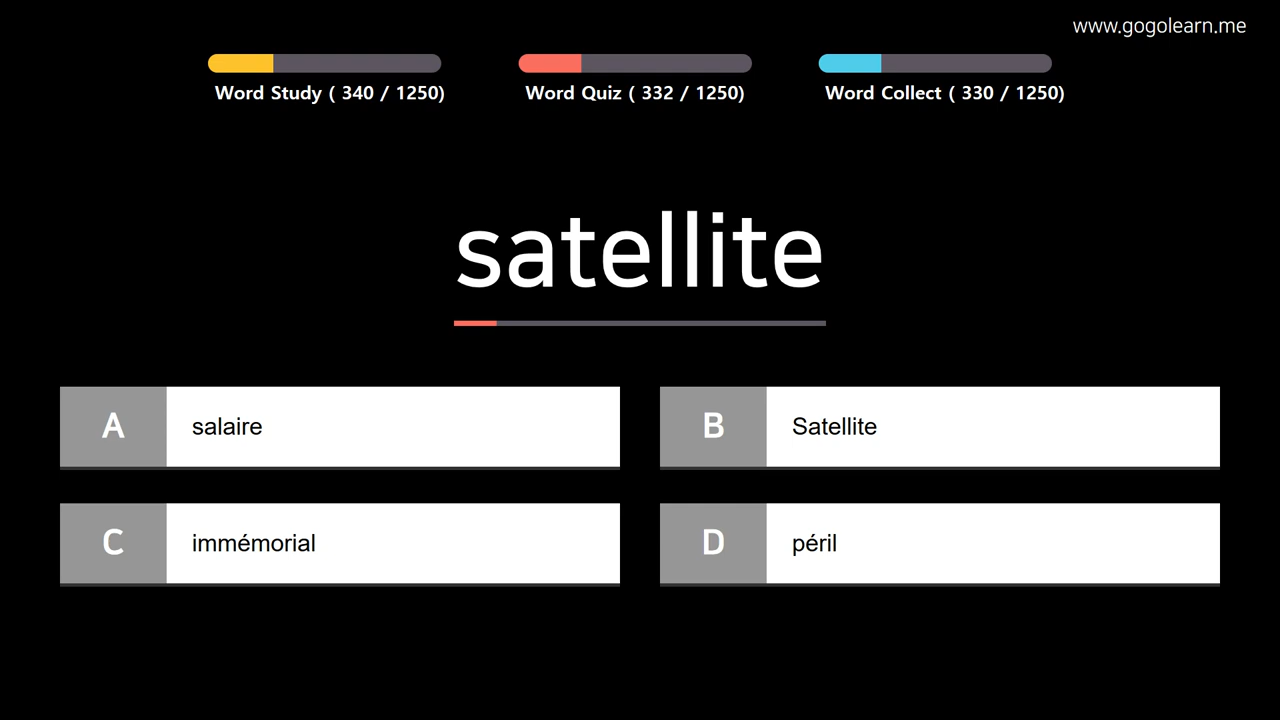 www.gogolearn.me
Word Study ( 340 / 1250)
Word Quiz ( 332 / 1250)
Word Collect ( 330 / 1250)
satellite
A
salaire
B
Satellite
C
immémorial
D
péril